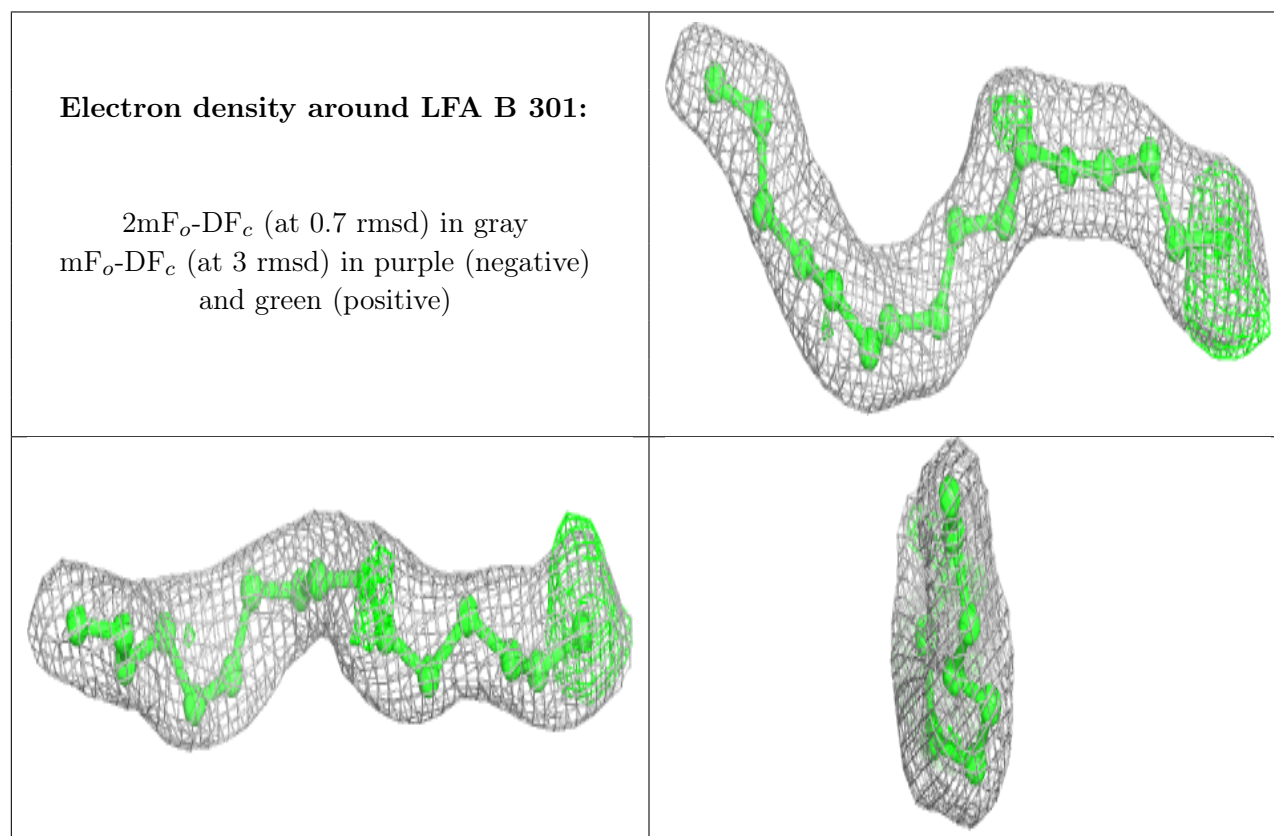 Electron density around LFA B 301:
2mFo-DFc (at 0.7 rmsd) in gray
mFo-DFc (at 3 rmsd) in purple (negative)
and green (positive)